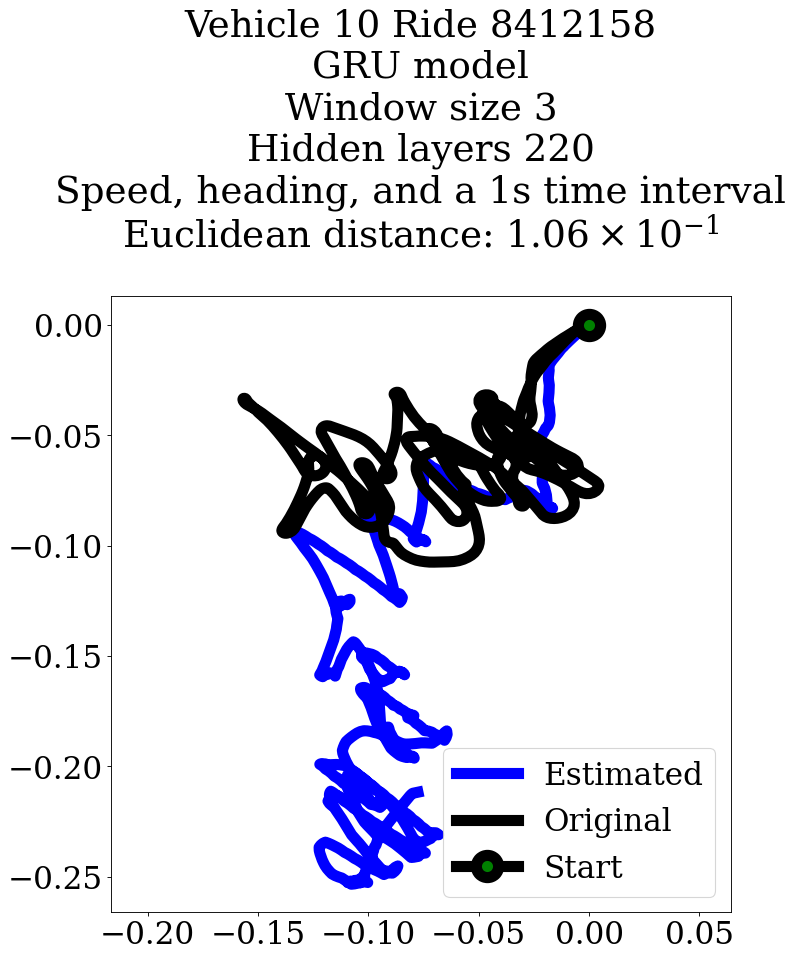 Vehicle 10 Ride 8412158
GRU model
Window size 3
Hidden layers 220
Speed, heading, and a 1s time interval
Euclidean distance: 1.06 × 10⁻¹
0.00
−0.05
−0.10
−0.15
−0.20
−0.25
Estimated
Original
Start
−0.20 −0.15 −0.10 −0.05 0.00 0.05